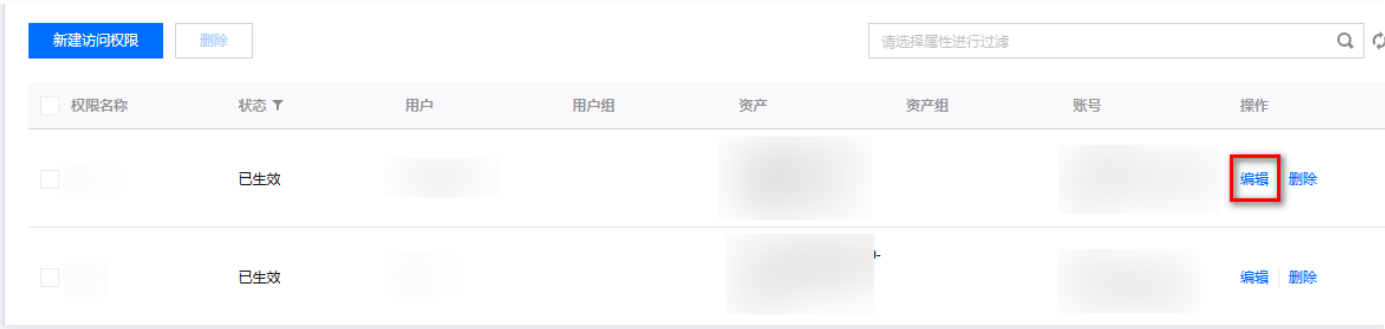 新建访问权限 删除 请选择属性进行过滤
权限名称 状态 用户 用户组 资产 资产组 账号 操作
已生效 编辑 删除
已生效 编辑 删除